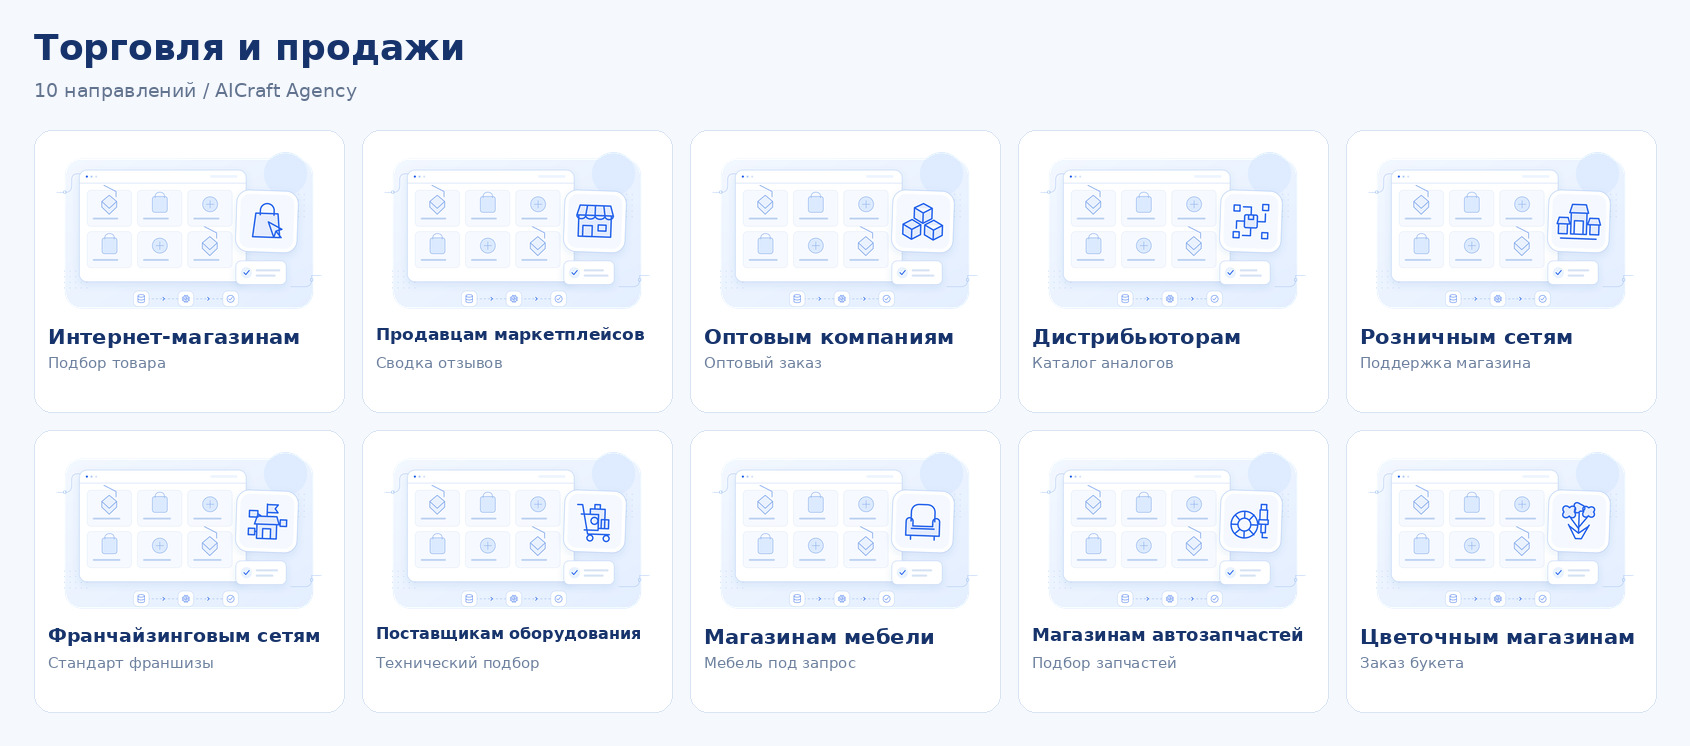 Торговля и продажи
10 направлений / AICraft Agency
Интернет-магазинам
Подбор товара
Продавцам маркетплейсов
Сводка отзывов
Оптовым компаниям
Оптовый заказ
Дистрибьюторам
Каталог аналогов
Розничным сетям
Поддержка магазина
Франчайзинговым сетям
Стандарт франшизы
Поставщикам оборудования
Технический подбор
Магазинам мебели
Мебель под запрос
Магазинам автозапчастей
Подбор запчастей
Цветочным магазинам
Заказ букета